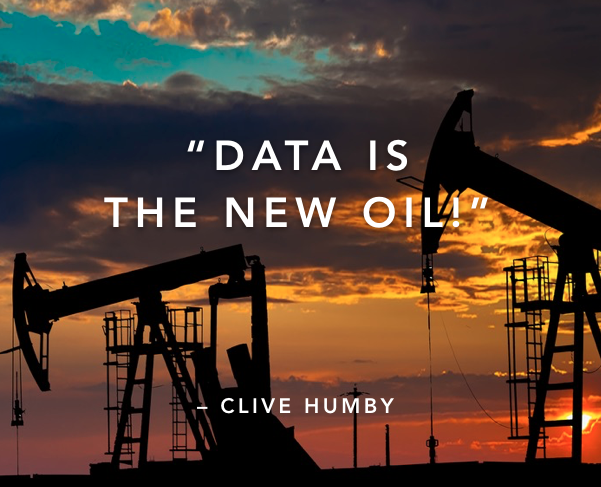 “DATA IS
THE NEW OIL!”
– CLIVE HUMBY